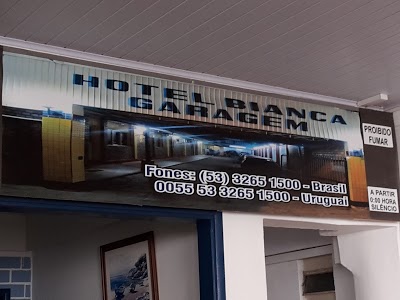 HOTEL BIANCA
GARAGEM
Fones: (53) 3265 1500 - Brasil
0055 53 3265 1500 - Uruguai
PROIBIDO
FUMAR
A PARTIR
0:00 HORA
SILÊNCIO